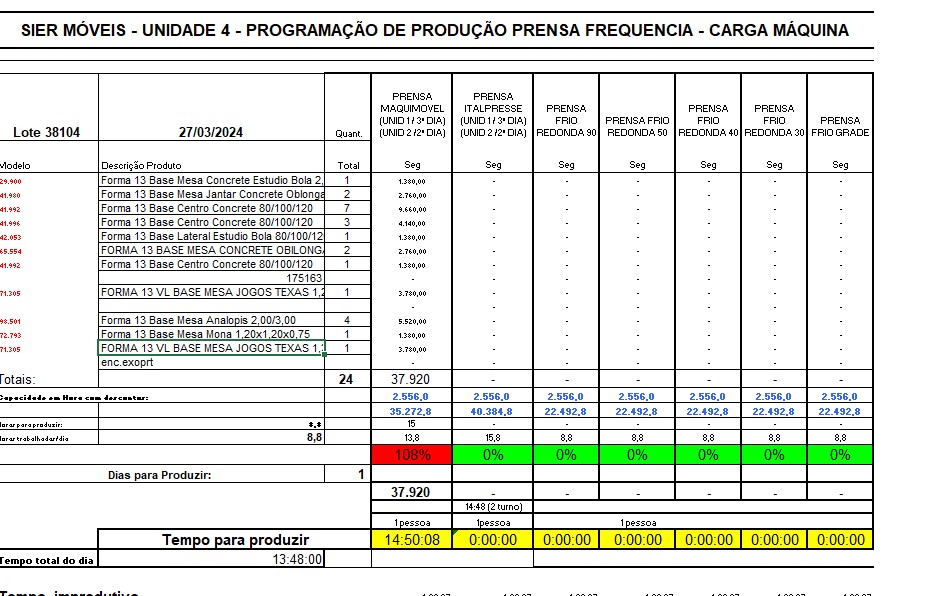 SIER MÓVEIS - UNIDADE 4 - PROGRAMAÇÃO DE PRODUÇÃO PRENSA FREQUENCIA - CARGA MÁQUINA
Lote 38104 27/03/2024 Quant. PRENSA MAQUIMOVEL (UNID 1 / 3ª DIA) (UNID 2 /2ª DIA) PRENSA ITALPRESSE (UNID 1/ 3ª DIA) (UNID 2 /2ª DIA) PRENSA FRIO REDONDA 90 PRENSA FRIO REDONDA 50 PRENSA FRIO REDONDA 40 PRENSA FRIO REDONDA 30 PRENSA FRIO GRADE
Modelo Descrição Produto Total Seg Seg Seg Seg Seg Seg Seg
29.900 Forma 13 Base Mesa Concrete Estudio Bola 2, 1 1.380,00 - - - - - -
41.980 Forma 13 Base Mesa Jantar Concrete Oblonga 2 2.760,00 - - - - - -
41.992 Forma 13 Base Centro Concrete 80/100/120 7 9.660,00 - - - - - -
41.996 Forma 13 Base Centro Concrete 80/100/120 3 4.140,00 - - - - - -
42.053 Forma 13 Base Lateral Estudio Bola 80/100/12 1 1.380,00 - - - - - -
65.554 FORMA 13 BASE MESA CONCRETE OBILONGA 2 2.760,00 - - - - - -
41.992 Forma 13 Base Centro Concrete 80/100/120 1 1.380,00 - - - - - -
175163 - - - - - - -
71.305 FORMA 13 VL BASE MESA JOGOS TEXAS 1,2 1 3.780,00 - - - - - -
- - - - - - -
98.501 Forma 13 Base Mesa Analopis 2,00/3,00 4 5.520,00 - - - - - -
72.793 Forma 13 Base Mesa Mona 1,20x1,20x0,75 1 1.380,00 - - - - - -
71.305 FORMA 13 VL BASE MESA JOGOS TEXAS 1, 1 3.780,00 - - - - - -
enc.exoprt - - - - - - -
Totais: 24 37.920 - - - - - -
Capacidade em Hora com descontos: 2.556,0 2.556,0 2.556,0 2.556,0 2.556,0 2.556,0 2.556,0
35.272,8 40.384,8 22.492,8 22.492,8 22.492,8 22.492,8 22.492,8
Horas para produzir: 15
Horas trabalhadas/dia 8,8 13,8 15,8 8,8 8,8 8,8 8,8 8,8
108% 0% 0% 0% 0% 0% 0%
Dias para Produzir: 1
37.920 - - - - - -
14:48 (2 turno)
1pessoa 1pessoa 1pessoa
Tempo para produzir 14:50:08 0:00:00 0:00:00 0:00:00 0:00:00 0:00:00 0:00:00
Tempo total do dia 13:48:00